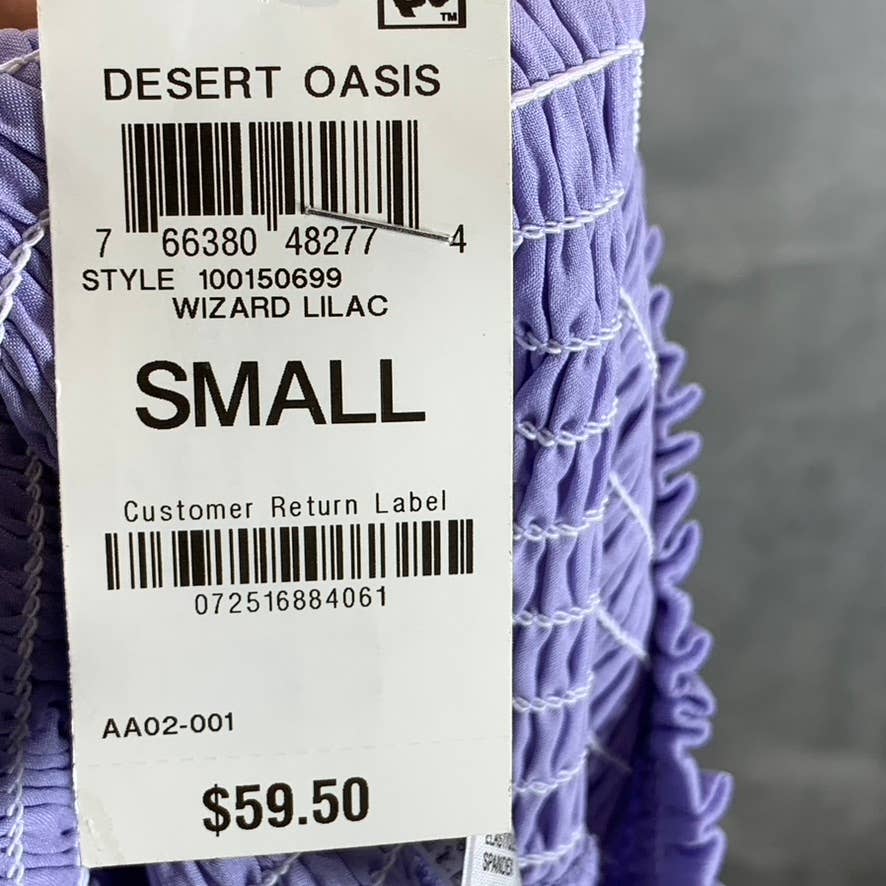 TM
DESERT OASIS
7 66380 48277 4
STYLE 100150699
WIZARD LILAC
SMALL
Customer Return Label
072516884061
AA02-001
$59.50